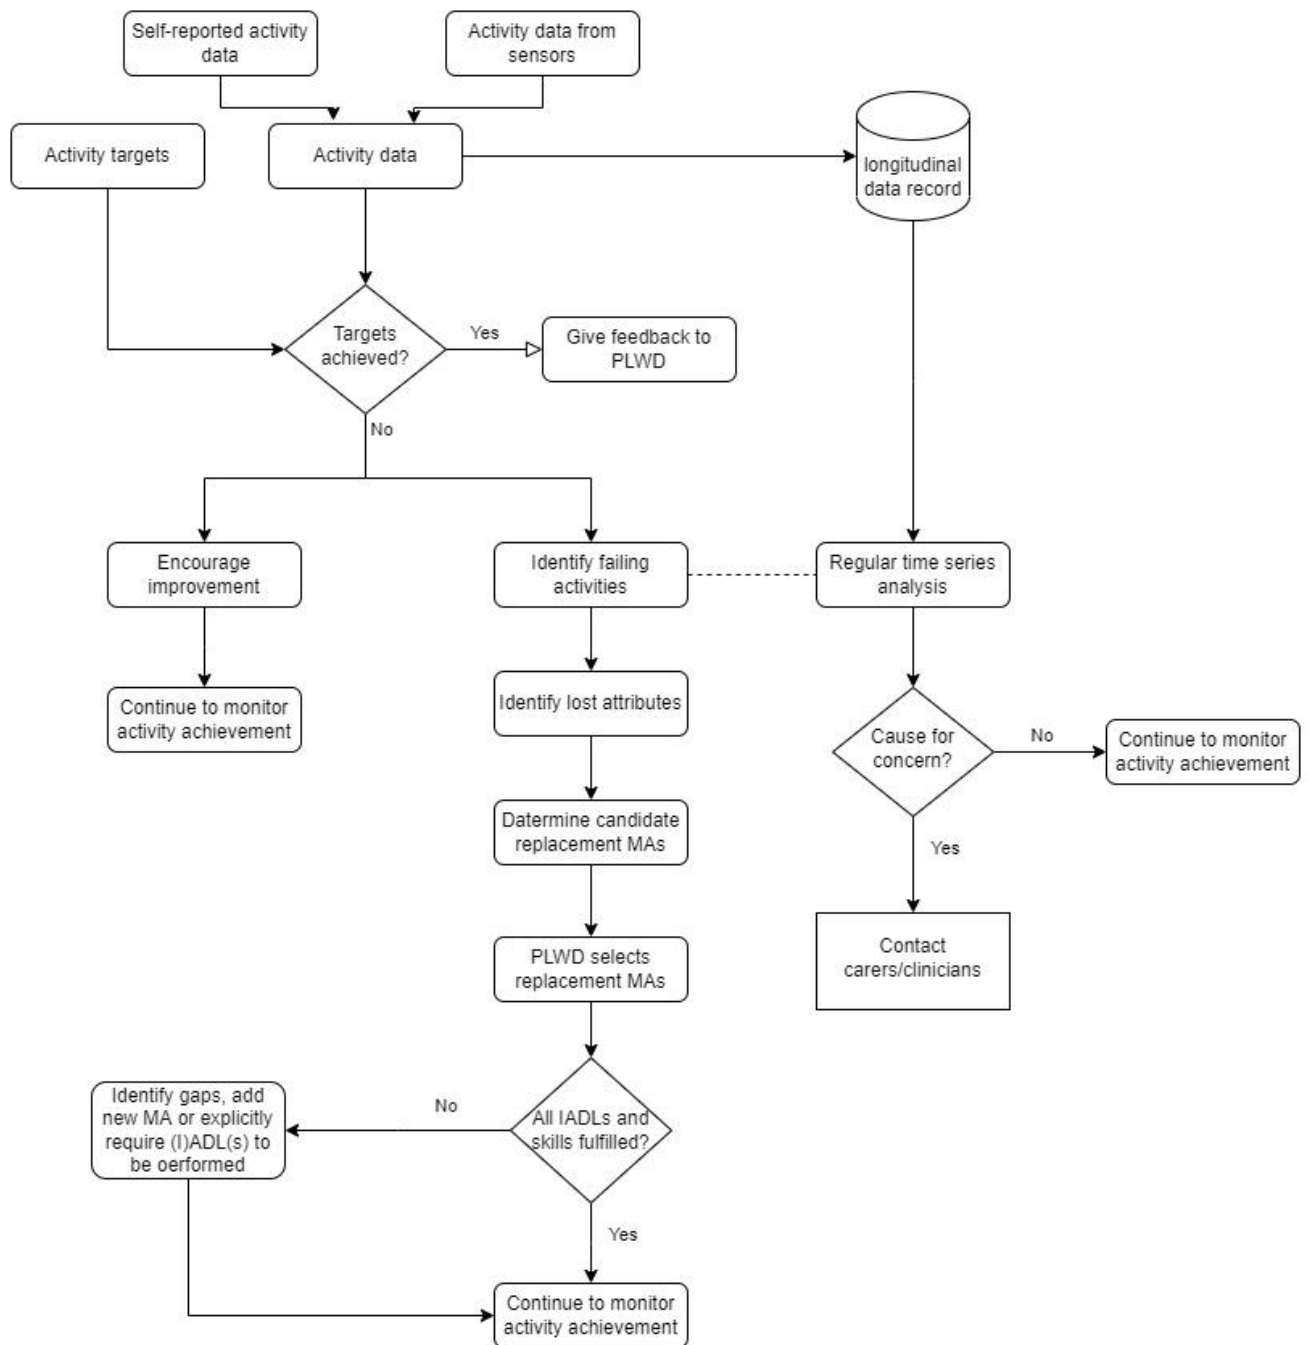 Self-reported activity
data
Activity data from
sensors
Activity targets
Activity data
longitudinal
data record
Targets
achieved?
Yes
Give feedback to
PLWD
No
Encourage
improvement
Identify failing
activities
Regular time series
analysis
Continue to monitor
activity achievement
Identify lost attributes
Cause for
concern?
No
Continue to monitor
activity achievement
Datermine candidate
replacement MAs
Yes
PLWD selects
replacement MAs
Contact
carers/clinicians
Identify gaps, add
new MA or explicitly
require (I)ADL(s) to
be oerformed
No
All IADLs and
skills fulfilled?
Yes
Continue to monitor
activity achievement